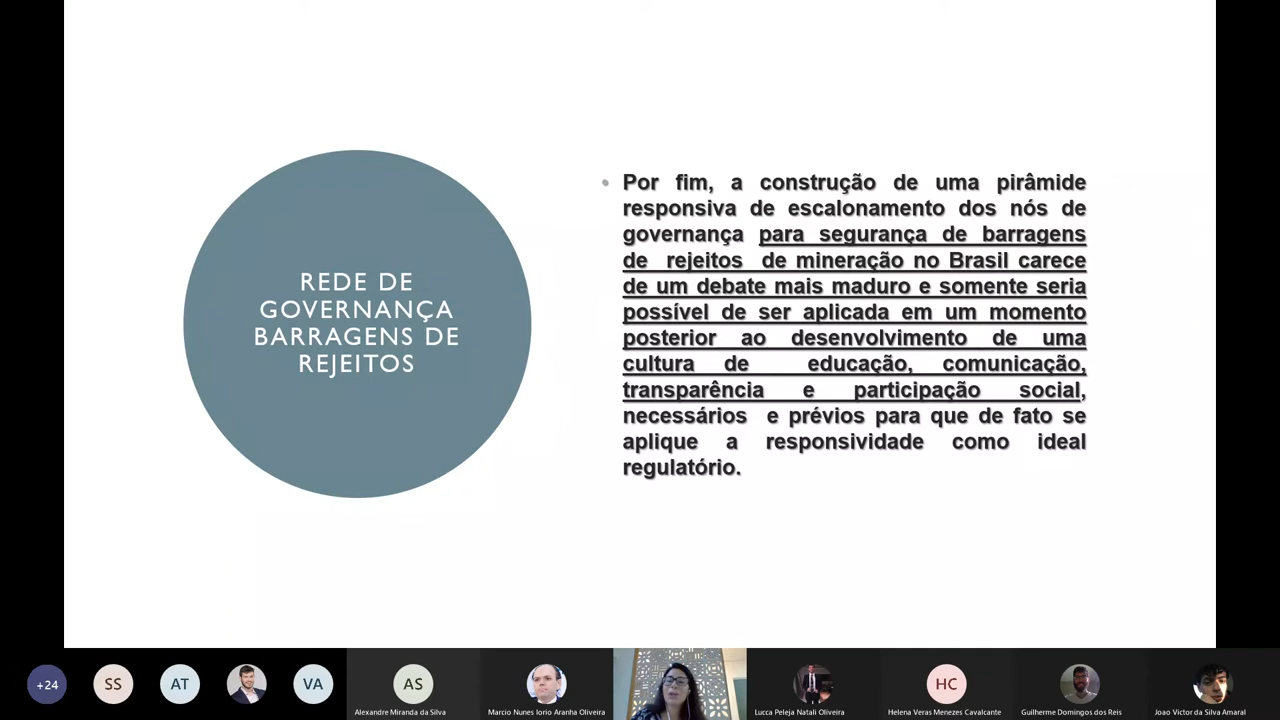 REDE DE
GOVERNANÇA
BARRAGENS DE
REJEITOS
• Por fim, a construção de uma pirâmide
responsiva de escalonamento dos nós de
governança para segurança de barragens
de rejeitos de mineração no Brasil carece
de um debate mais maduro e somente seria
possível de ser aplicada em um momento
posterior ao desenvolvimento de uma
cultura de educação, comunicação,
transparência e participação social,
necessários e prévios para que de fato se
aplique a responsividade como ideal
regulatório.
+24
SS
AT
VA
AS
HC
Alexandre Miranda da Silva
Marcio Nunes Iorio Aranha Oliveira
Lucca Peleja Natali Oliveira
Helena Veras Menezes Cavalcante
Guilherme Domingos dos Reis
Joao Victor da Silva Amaral